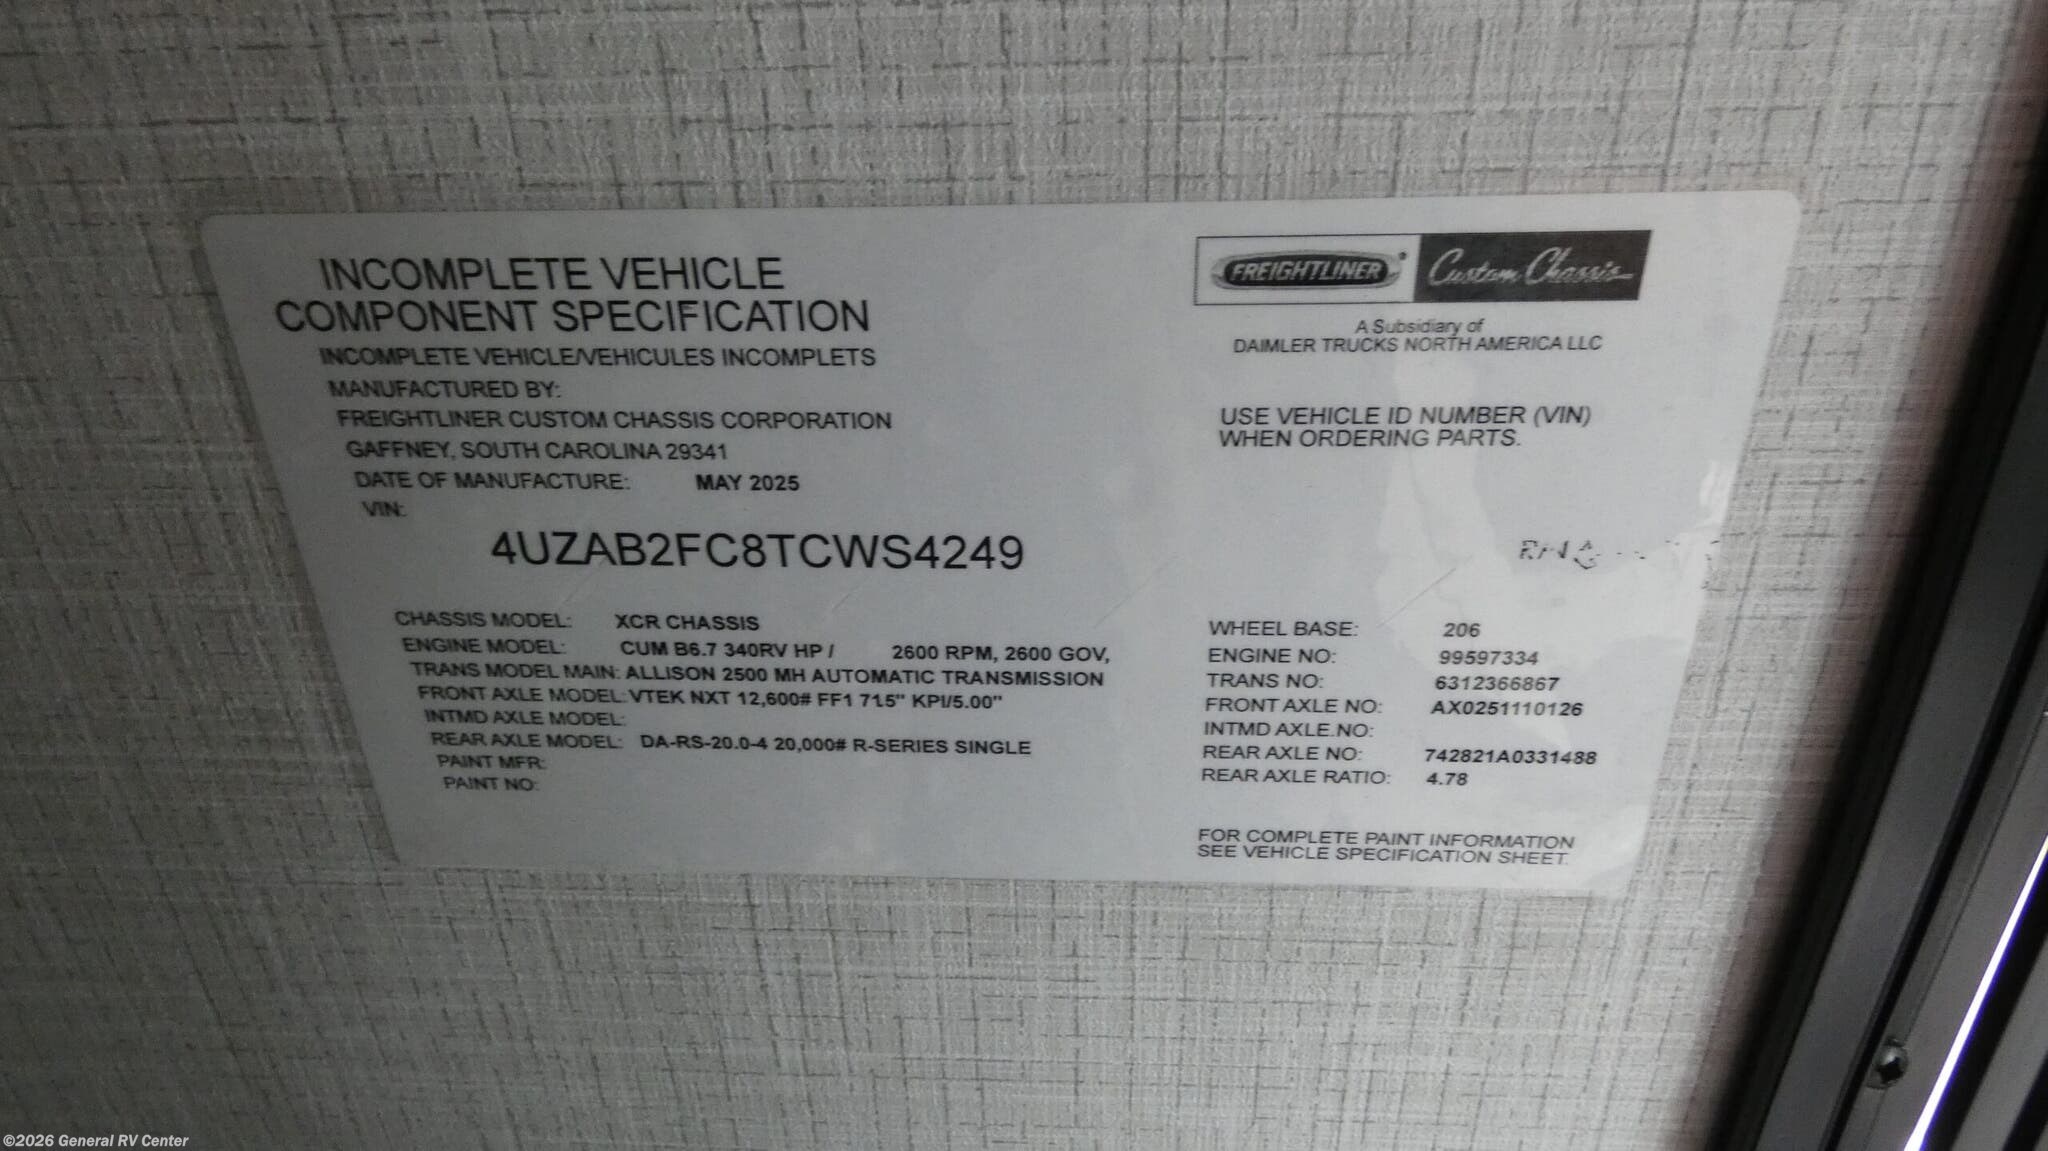 INCOMPLETE VEHICLE
COMPONENT SPECIFICATION
INCOMPLETE VEHICLE/VEHICULES INCOMPLETS
MANUFACTURED BY:
FREIGHTLINER CUSTOM CHASSIS CORPORATION
GAFFNEY, SOUTH CAROLINA 29341
DATE OF MANUFACTURE: MAY 2025
VIN:
4UZAB2FC8TCWS4249
CHASSIS MODEL: XCR CHASSIS
ENGINE MODEL: CUM B6.7 340RV HP / 2600 RPM, 2600 GOV,
TRANS MODEL MAIN: ALLISON 2500 MH AUTOMATIC TRANSMISSION
FRONT AXLE MODEL: VTEK NXT 12,600# FF1 71.5" KPI/5.00"
INTMD AXLE MODEL:
REAR AXLE MODEL: DA-RS-20.0-4 20,000# R-SERIES SINGLE
PAINT MFR:
PAINT NO:
FREIGHTLINER Custom Chassis
A Subsidiary of
DAIMLER TRUCKS NORTH AMERICA LLC
USE VEHICLE ID NUMBER (VIN)
WHEN ORDERING PARTS.
WHEEL BASE: 206
ENGINE NO: 99597334
TRANS NO: 6312366867
FRONT AXLE NO: AX0251110126
INTMD AXLE.NO:
REAR AXLE NO: 742821A0331488
REAR AXLE RATIO: 4.78
FOR COMPLETE PAINT INFORMATION
SEE VEHICLE SPECIFICATION SHEET.
©2026 General RV Center